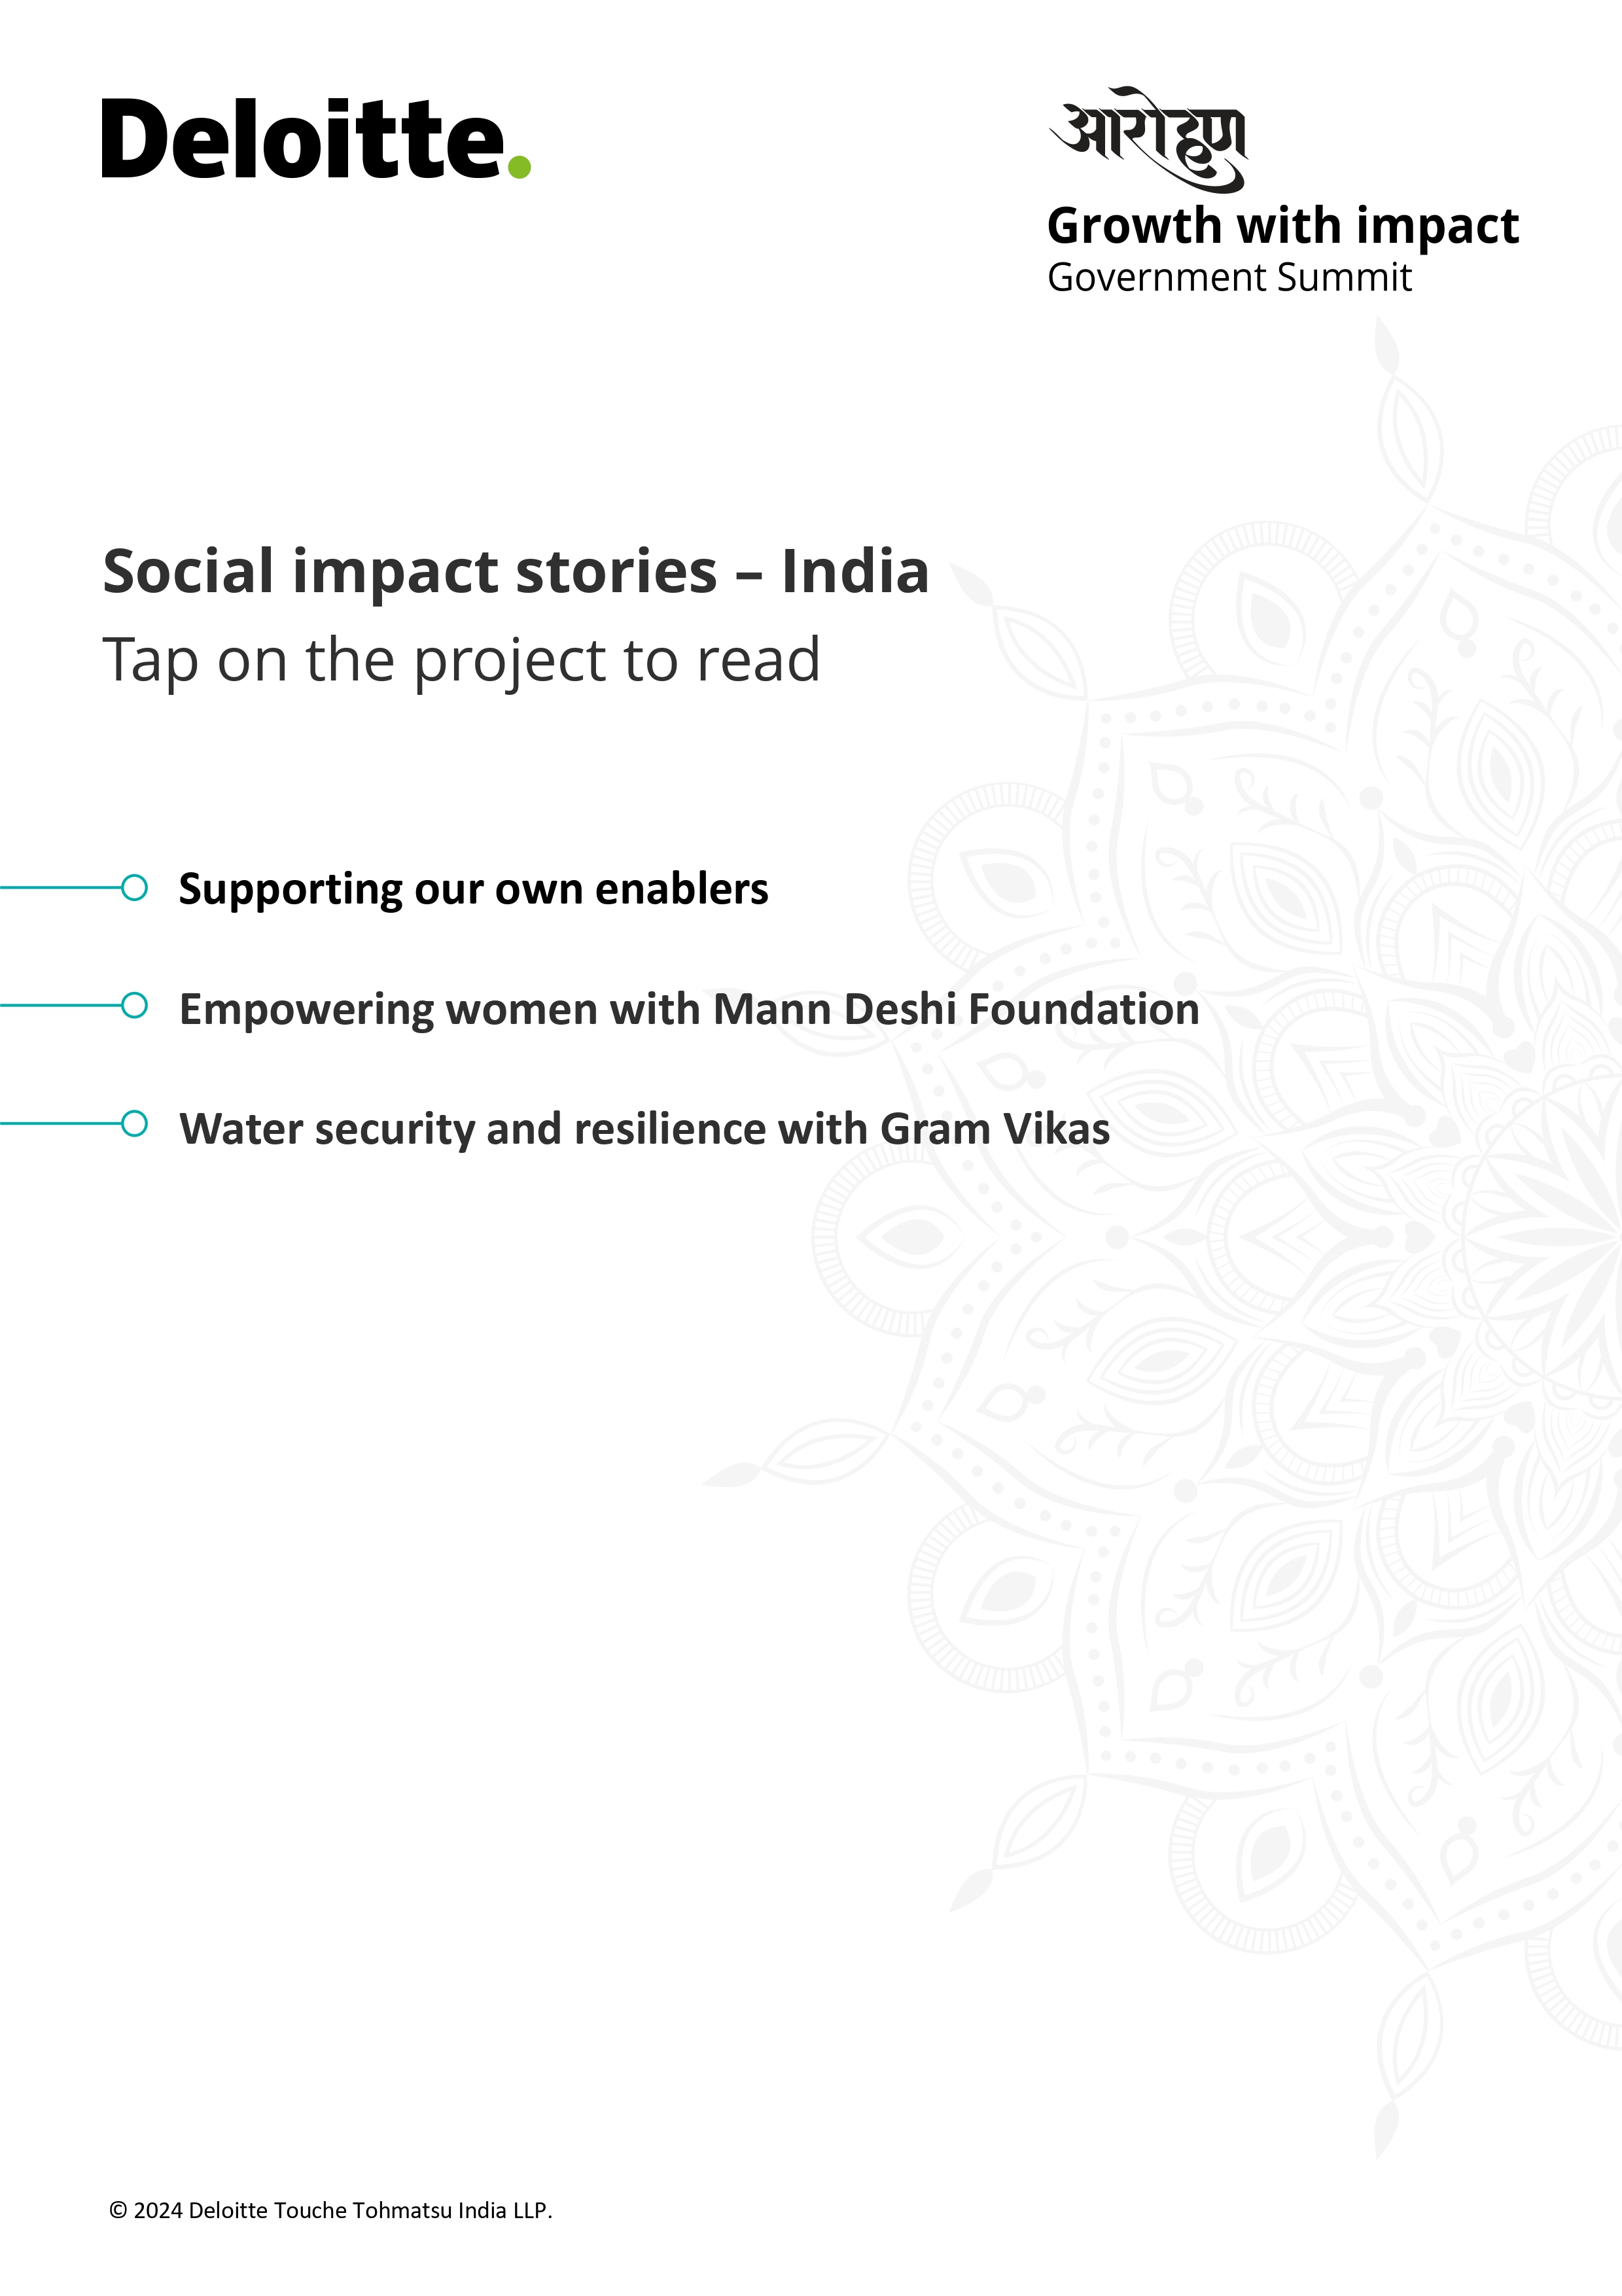 Deloitte.
आरोहण
Growth with impact
Government Summit
Social impact stories – India
Tap on the project to read
Supporting our own enablers
Empowering women with Mann Deshi Foundation
Water security and resilience with Gram Vikas
© 2024 Deloitte Touche Tohmatsu India LLP.